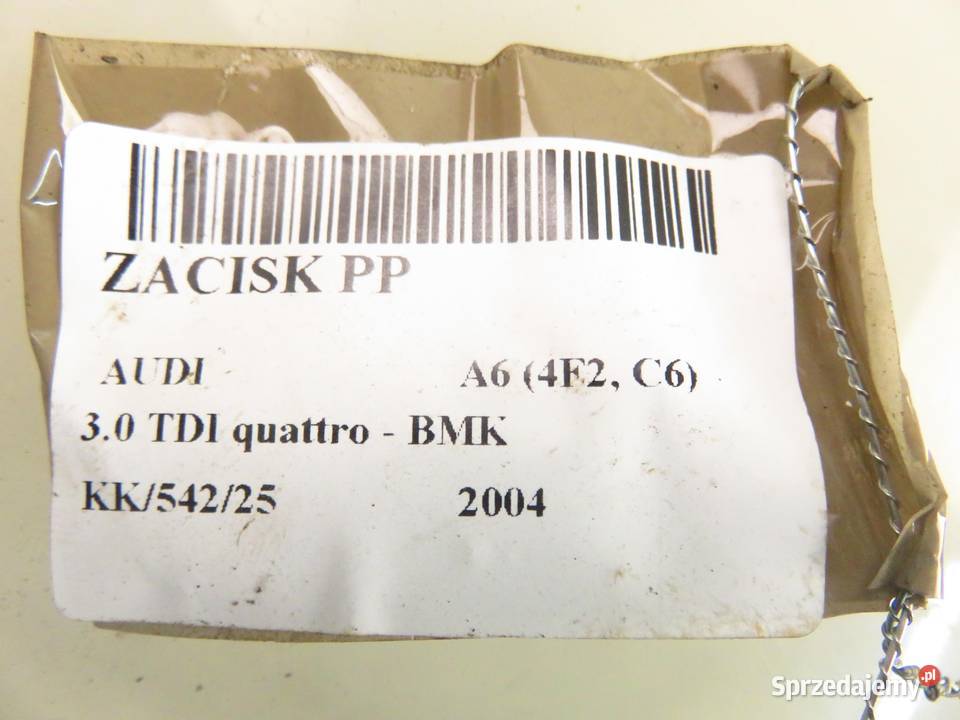 ZACISK PP
AUDI A6 (4F2, C6)
3.0 TDI quattro - BMK
KK/542/25 2004
Sprzedajemy.pl